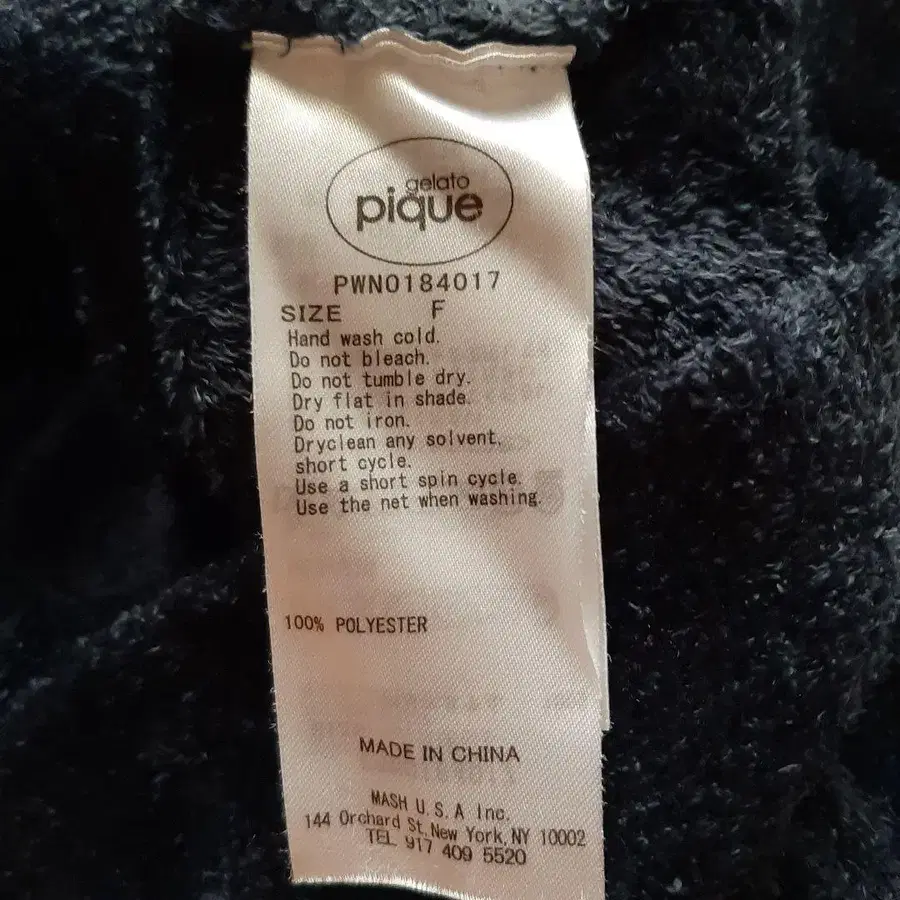 gelato
pique
PWNO184017
SIZE F
Hand wash cold.
Do not bleach.
Do not tumble dry.
Dry flat in shade.
Do not iron.
Dryclean any solvent,
short cycle.
Use a short spin cycle.
Use the net when washing.
100% POLYESTER
MADE IN CHINA
MASH U.S.A Inc.
144 Orchard St, New York, NY 10002
TEL 917 409 5520